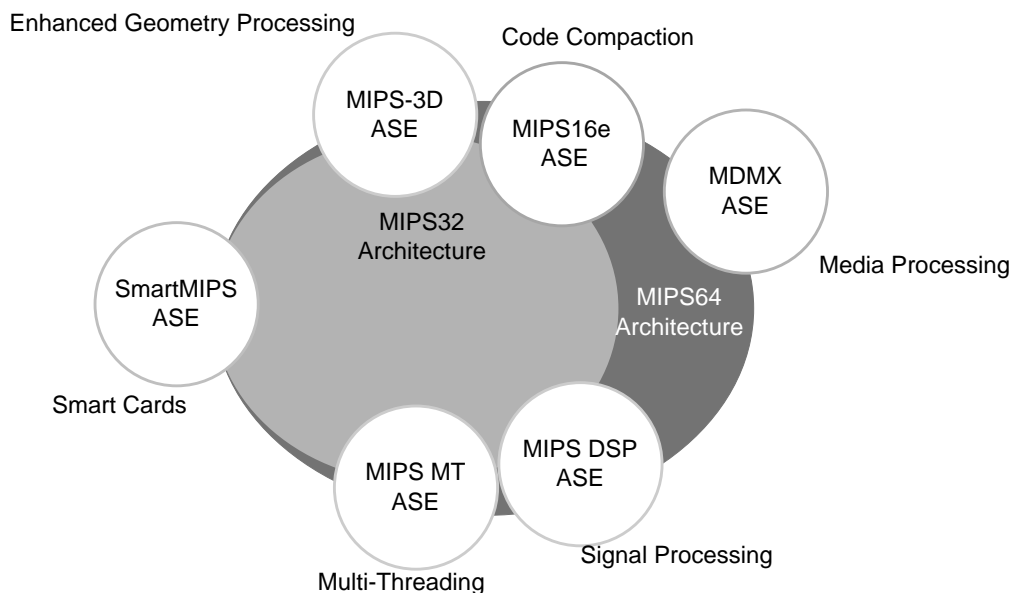 Enhanced Geometry Processing
Code Compaction
MIPS-3D
ASE
MIPS16e
ASE
MDMX
ASE
MIPS32
Architecture
Media Processing
SmartMIPS
ASE
MIPS64
Architecture
Smart Cards
MIPS MT
ASE
MIPS DSP
ASE
Signal Processing
Multi-Threading